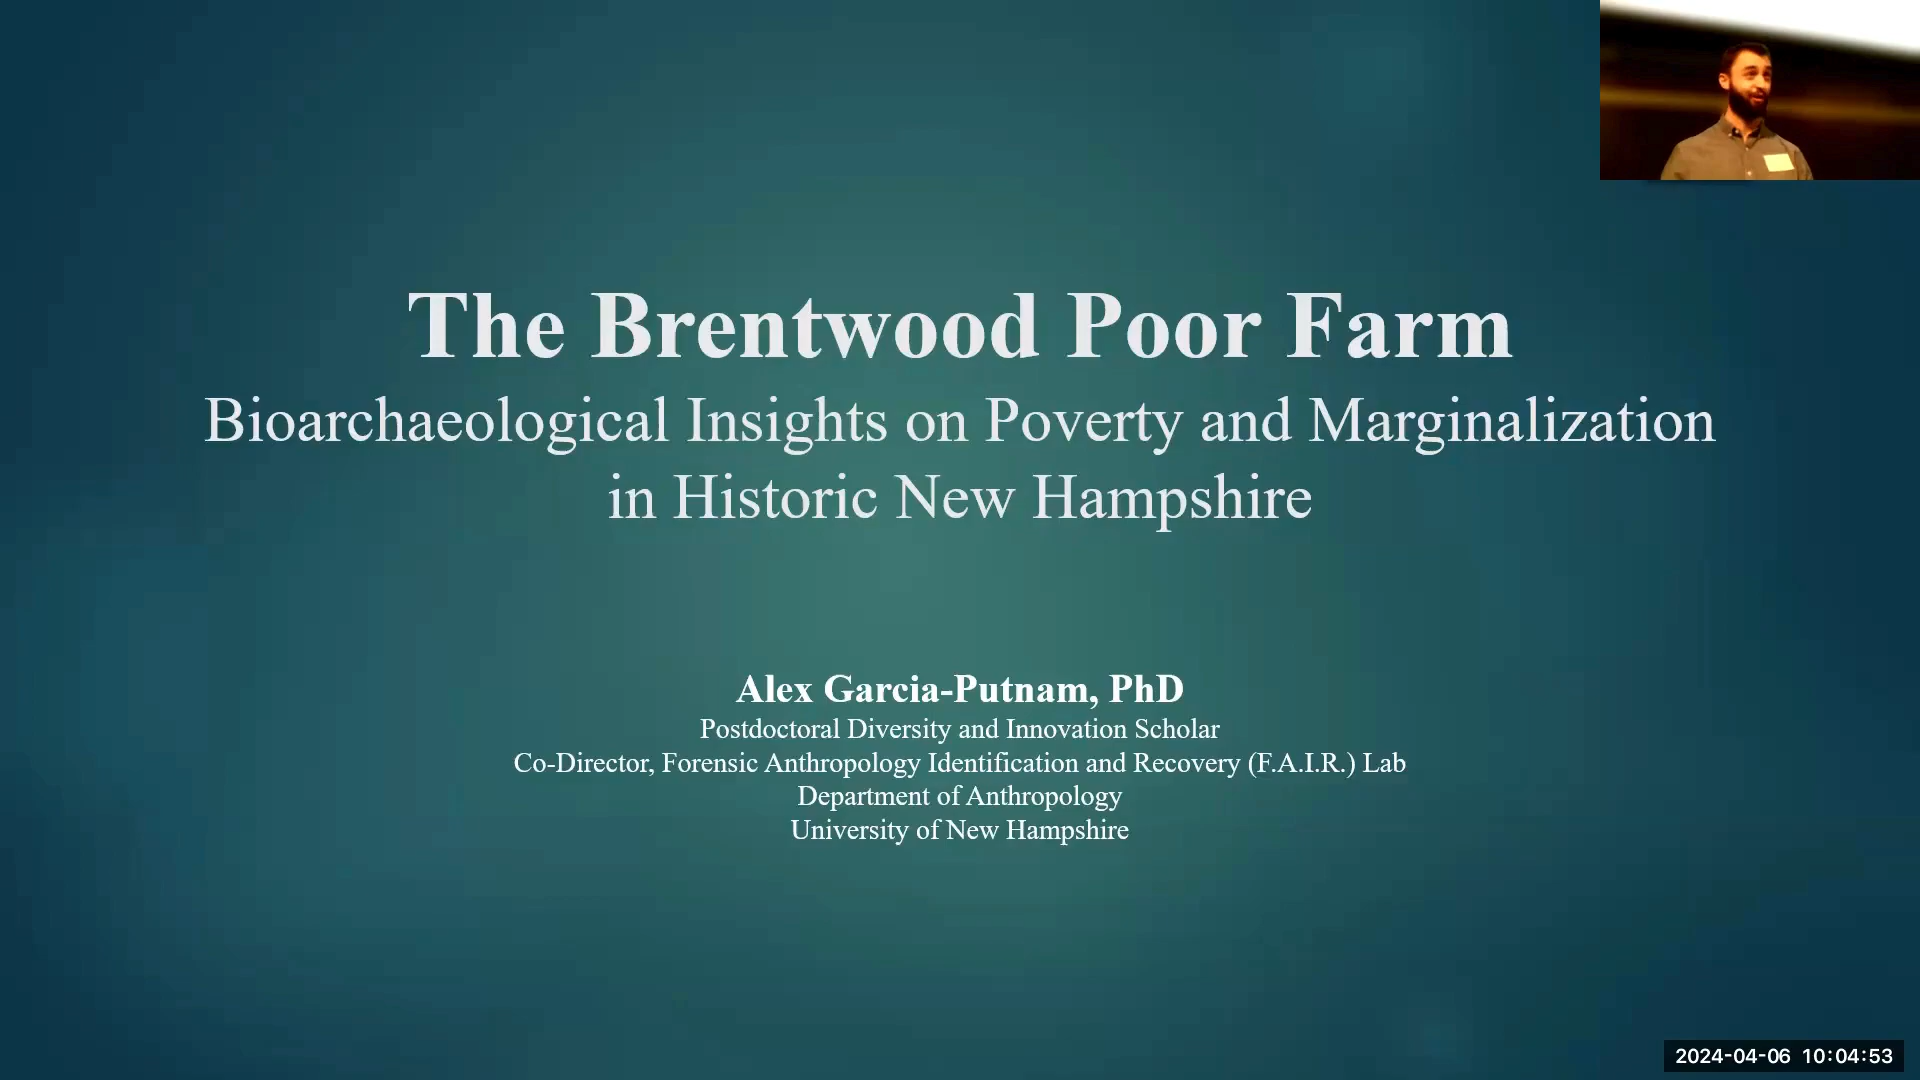 The Brentwood Poor Farm
Bioarchaeological Insights on Poverty and Marginalization
in Historic New Hampshire
Alex Garcia-Putnam, PhD
Postdoctoral Diversity and Innovation Scholar
Co-Director, Forensic Anthropology Identification and Recovery (F.A.I.R.) Lab
Department of Anthropology
University of New Hampshire
2024-04-06 10:04:53